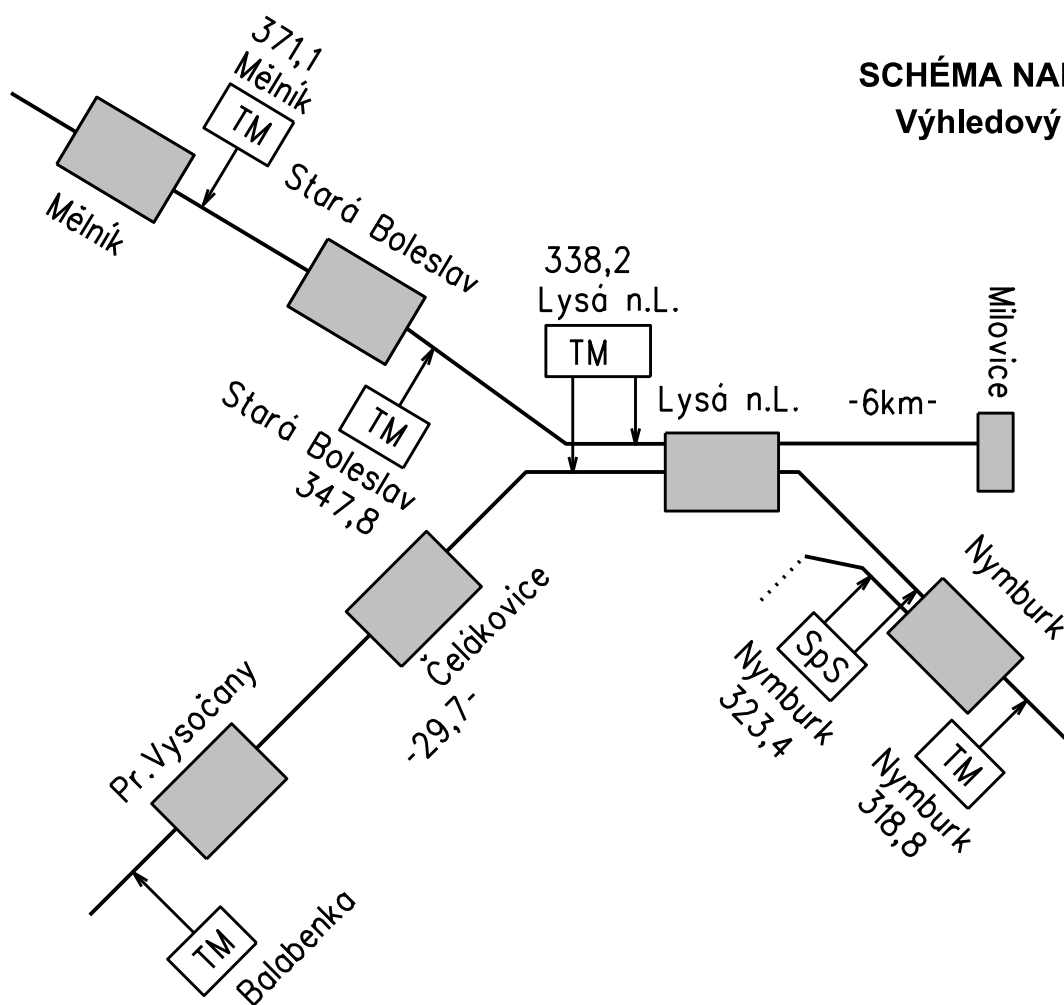 SCHÉMA NA
Výhledový
371,1
Mělník
TM
Mělník
Stará Boleslav
TM
Stará Boleslav
347,8
338,2
Lysá n.L.
TM
Lysá n.L.
-6km-
Milovice
Nymburk
SpS
Nymburk
323,4
TM
Nymburk
318,8
Čelákovice
-29,7-
Pr.Vysočany
TM
Balabenka